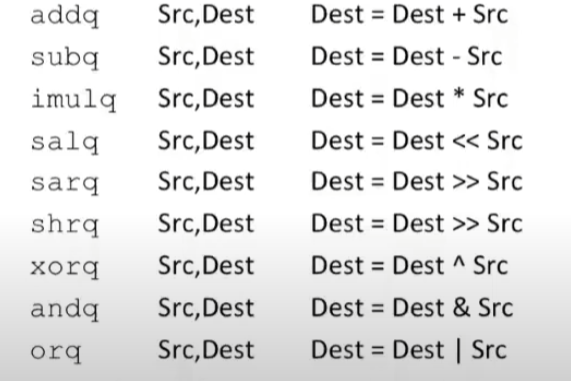 addq Src,Dest Dest = Dest + Src
subq Src,Dest Dest = Dest - Src
imulq Src,Dest Dest = Dest * Src
salq Src,Dest Dest = Dest << Src
sarq Src,Dest Dest = Dest >> Src
shrq Src,Dest Dest = Dest >> Src
xorq Src,Dest Dest = Dest ^ Src
andq Src,Dest Dest = Dest & Src
orq Src,Dest Dest = Dest | Src